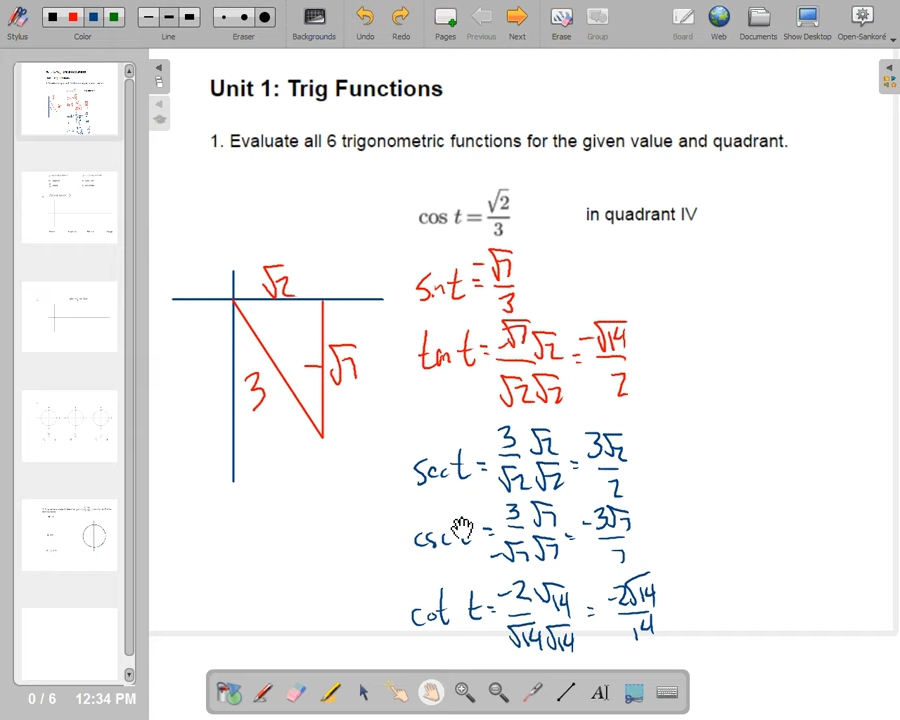 Stylus Color Line Eraser Backgrounds Undo Redo Pages Previous Next Erase Group Board Web Documents Show Desktop Open-Sankoré
Unit 1: Trig Functions
1. Evaluate all 6 trigonometric functions for the given value and quadrant.
cos t = √2/3 in quadrant IV
√2
3
-√7
sin t = -√7/3
tan t = -√7 √2/√2 √2 = -√14/2
sec t = 3 √2/√2 √2 = 3√2/2
csc t = 3 √7/-√7 √7 = -3√7/7
cot t = -2 √14/√14 √14 = -2√14/14
0 / 6 12:34 PM